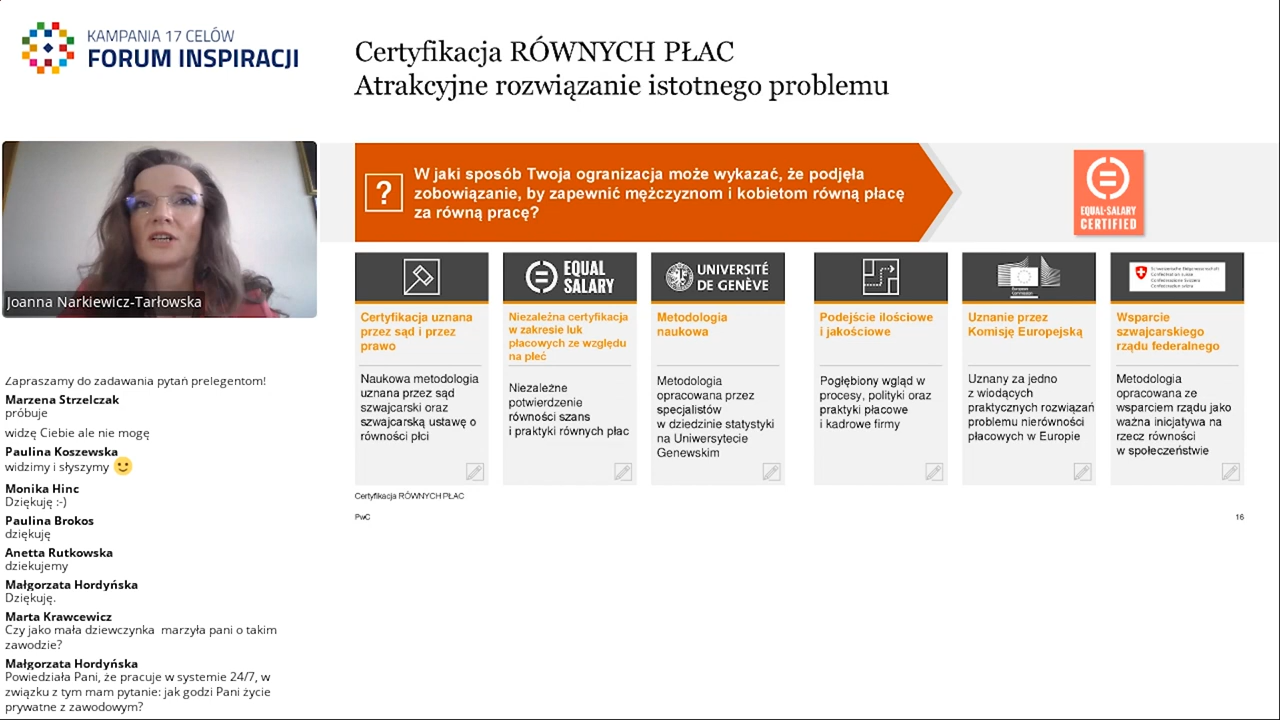 KAMPANIA 17 CELÓW
FORUM INSPIRACJI
Certyfikacja RÓWNYCH PŁAC
Atrakcyjne rozwiązanie istotnego problemu
?
W jaki sposób Twoja ogranizacja może wykazać, że podjęła
zobowiązanie, by zapewnić mężczyznom i kobietom równą płacę
za równą pracę?
EQUAL-SALARY
CERTIFIED
Joanna Narkiewicz-Tarłowska
Certyfikacja uznana
przez sąd i przez
prawo
Naukowa metodologia
uznana przez sąd
szwajcarski oraz
szwajcarską ustawę o
równości płci
EQUAL
SALARY
Niezależna certyfikacja
w zakresie luk
płacowych ze względu
na płeć
Niezależne
potwierdzenie
równości szans
i praktyki równych płac
UNIVERSITÉ
DE GENÈVE
Metodologia
naukowa
Metodologia
opracowana przez
specjalistów
w dziedzinie statystyki
na Uniwersytecie
Genewskim
Podejście ilościowe
i jakościowe
Pogłębiony wgląd w
procesy, polityki oraz
praktyki płacowe
i kadrowe firmy
European
Commission
Uznanie przez
Komisję Europejską
Uznany za jedno
z wiodących
praktycznych rozwiązań
problemu nierówności
płacowych w Europie
Schweizerische Eidgenossenschaft
Confédération suisse
Confederazione Svizzera
Confederaziun svizra
Wsparcie
szwajcarskiego
rządu federalnego
Metodologia
opracowana ze
wsparciem rządu jako
ważna inicjatywa na
rzecz równości
w społeczeństwie
Certyfikacja RÓWNYCH PŁAC
PwC
16
Zapraszamy do zadawania pytań prelegentom!
Marzena Strzelczak
próbuje
widzę Ciebie ale nie mogę
Paulina Koszewska
widzimy i słyszymy 🙂
Monika Hinc
Dziękuję :-)
Paulina Brokos
dziękuję
Anetta Rutkowska
dziekujemy
Małgorzata Hordyńska
Dziękuję.
Marta Krawcewicz
Czy jako mała dziewczynka marzyła pani o takim
zawodzie?
Małgorzata Hordyńska
Powiedziała Pani, że pracuje w systemie 24/7, w
związku z tym mam pytanie: jak godzi Pani życie
prywatne z zawodowym?